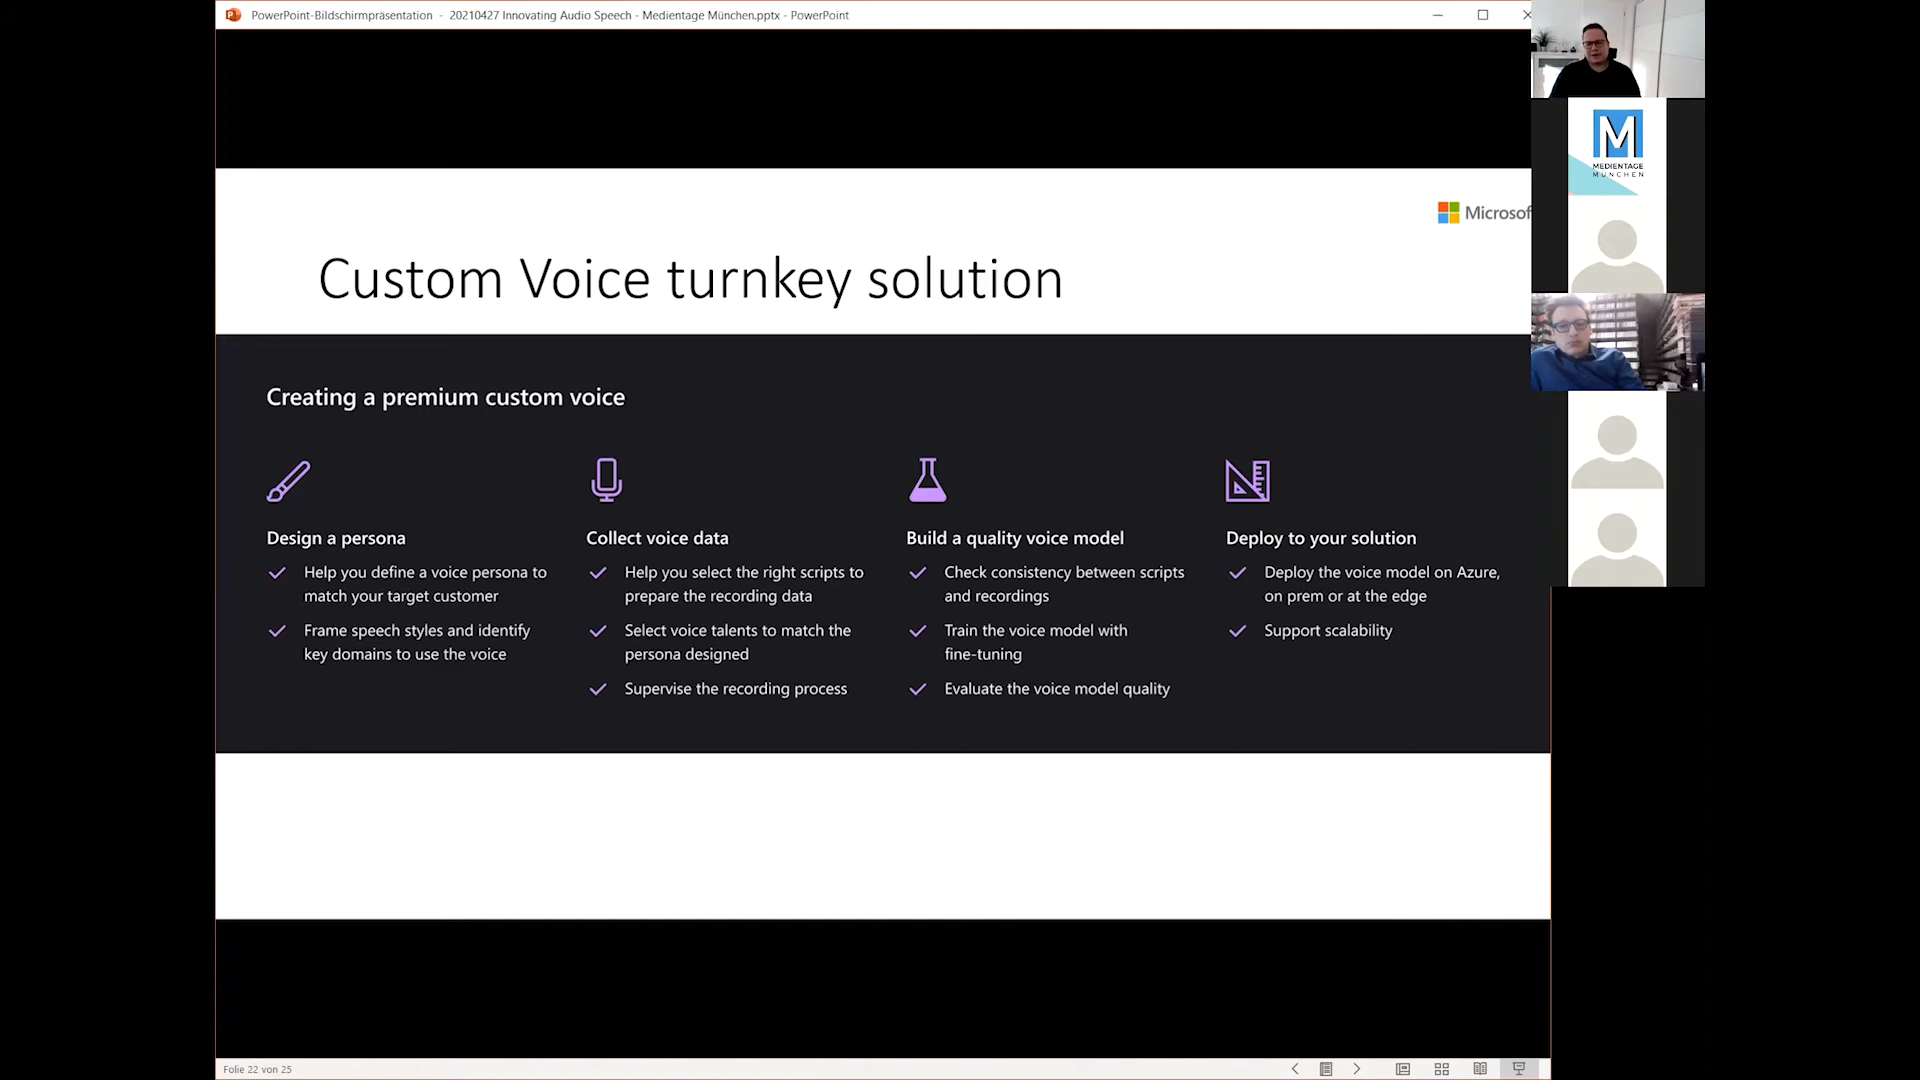 PowerPoint-Bildschirmpräsentation - 20210427 Innovating Audio Speech - Medientage München.pptx - PowerPoint
M
MEDIENTAGE
MÜNCHEN
Microsof
Custom Voice turnkey solution
Creating a premium custom voice
Design a persona
Help you define a voice persona to
match your target customer
Frame speech styles and identify
key domains to use the voice
Collect voice data
Help you select the right scripts to
prepare the recording data
Select voice talents to match the
persona designed
Supervise the recording process
Build a quality voice model
Check consistency between scripts
and recordings
Train the voice model with
fine-tuning
Evaluate the voice model quality
Deploy to your solution
Deploy the voice model on Azure,
on prem or at the edge
Support scalability
Folie 22 von 25